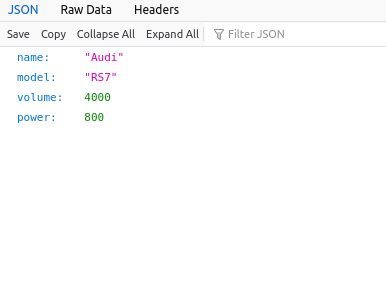 JSON Raw Data Headers
Save Copy Collapse All Expand All Filter JSON
name: "Audi"
model: "RS7"
volume: 4000
power: 800